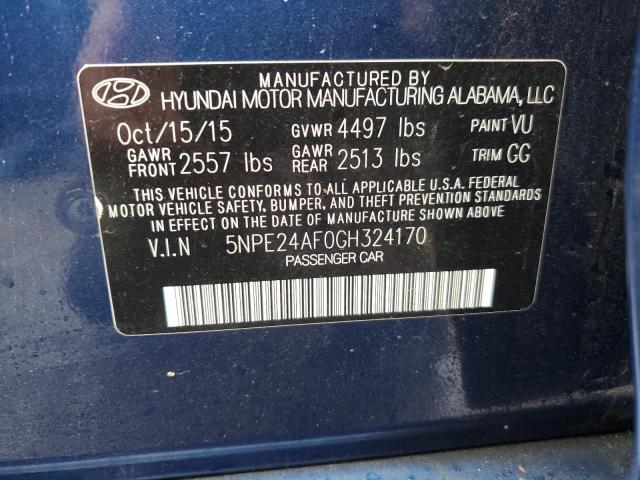 MANUFACTURED BY
HYUNDAI MOTOR MANUFACTURING ALABAMA, LLC
Oct/15/15 GVWR 4497 lbs PAINT VU
GAWR FRONT 2557 lbs GAWR REAR 2513 lbs TRIM GG
THIS VEHICLE CONFORMS TO ALL APPLICABLE U.S.A. FEDERAL
MOTOR VEHICLE SAFETY, BUMPER, AND THEFT PREVENTION STANDARDS
IN EFFECT ON THE DATE OF MANUFACTURE SHOWN ABOVE.
V.I.N 5NPE24AF0GH324170
PASSENGER CAR